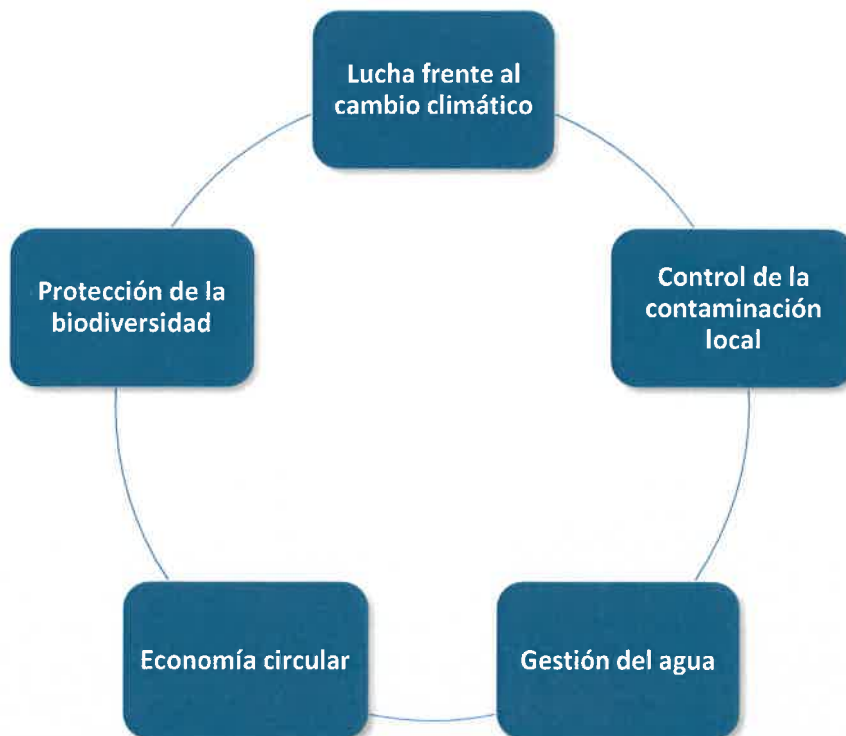 Lucha frente al
cambio climático
Control de la
contaminación
local
Gestión del agua
Economía circular
Protección de la
biodiversidad